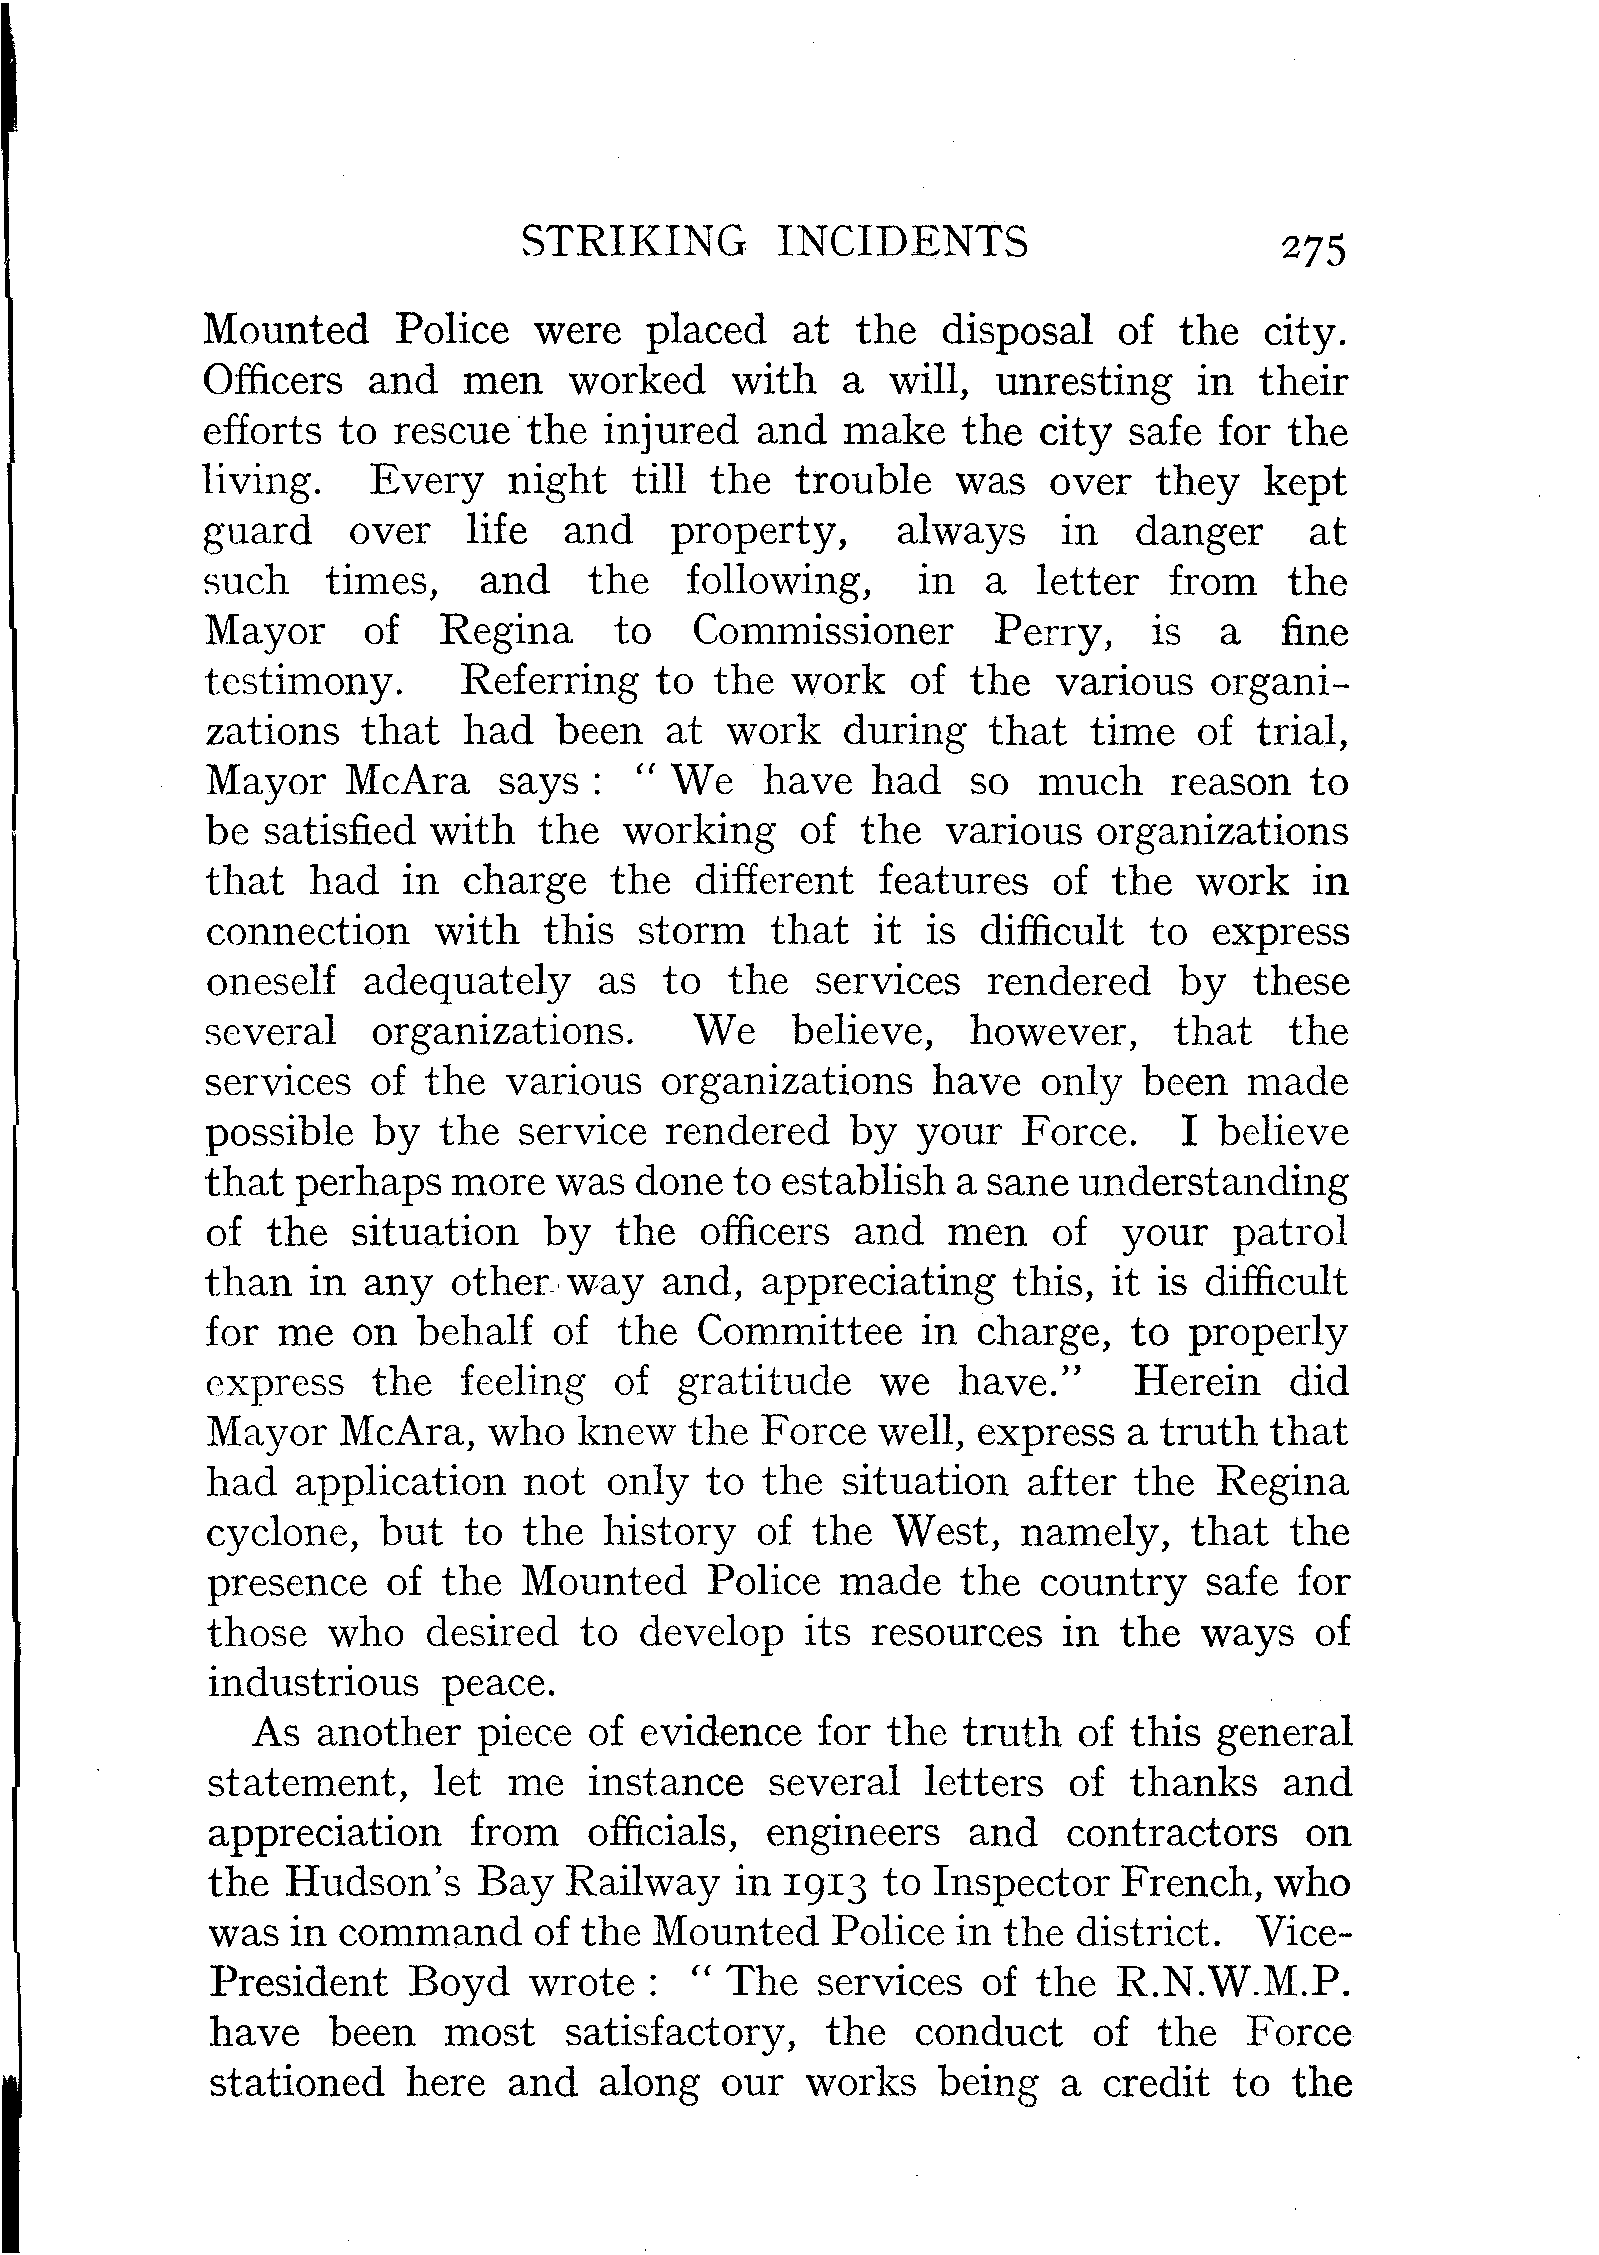 STRIKING INCIDENTS 275
Mounted Police were placed at the disposal of the city.
Officers and men worked with a will, unresting in their
efforts to rescue the injured and make the city safe for the
living. Every night till the trouble was over they kept
guard over life and property, always in danger at
such times, and the following, in a letter from the
Mayor of Regina to Commissioner Perry, is a fine
testimony. Referring to the work of the various organi-
zations that had been at work during that time of trial,
Mayor McAra says : “ We have had so much reason to
be satisfied with the working of the various organizations
that had in charge the different features of the work in
connection with this storm that it is difficult to express
oneself adequately as to the services rendered by these
several organizations. We believe, however, that the
services of the various organizations have only been made
possible by the service rendered by your Force. I believe
that perhaps more was done to establish a sane understanding
of the situation by the officers and men of your patrol
than in any other way and, appreciating this, it is difficult
for me on behalf of the Committee in charge, to properly
express the feeling of gratitude we have.” Herein did
Mayor McAra, who knew the Force well, express a truth that
had application not only to the situation after the Regina
cyclone, but to the history of the West, namely, that the
presence of the Mounted Police made the country safe for
those who desired to develop its resources in the ways of
industrious peace.
As another piece of evidence for the truth of this general
statement, let me instance several letters of thanks and
appreciation from officials, engineers and contractors on
the Hudson's Bay Railway in 1913 to Inspector French, who
was in command of the Mounted Police in the district. Vice-
President Boyd wrote : “ The services of the R.N.W.M.P.
have been most satisfactory, the conduct of the Force
stationed here and along our works being a credit to the